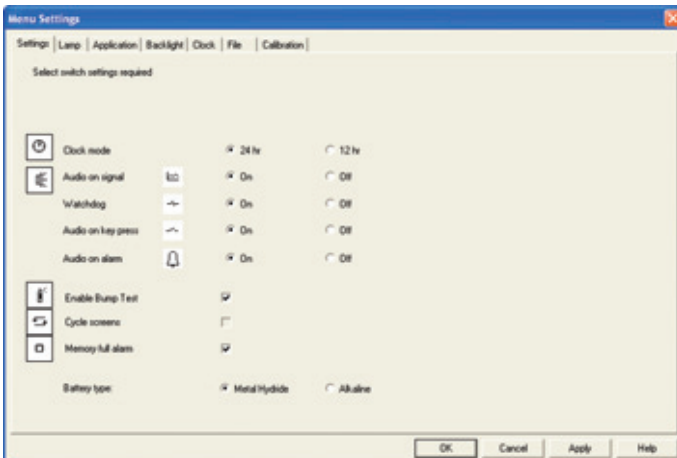 Menu Settings
Settings Lamp Application Backlight Clock File Calibration
Select switch settings required
Clock mode 24 hr 12 hr
Audio on signal On Off
Watchdog On Off
Audio on key press On Off
Audio on alarm On Off
Enable Bump Test
Cycle screens
Memory full alarm
Battery type: Metal Hydride Alkaline
OK Cancel Apply Help